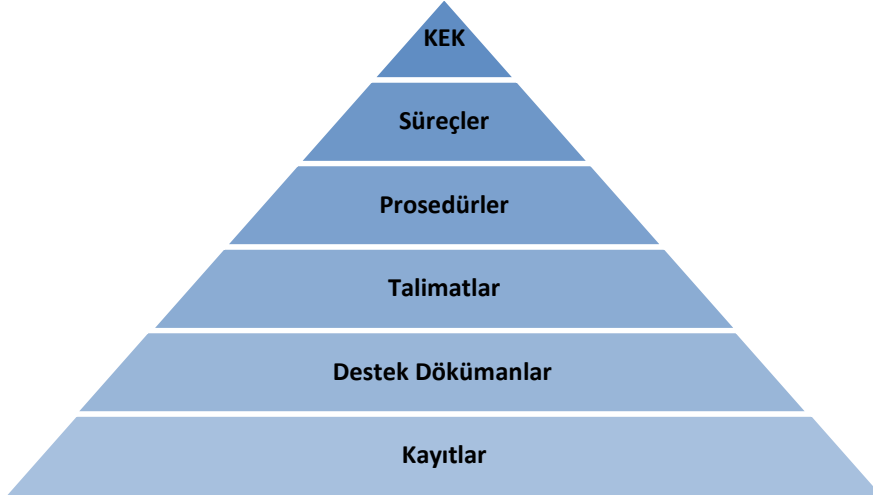 KEK
Süreçler
Prosedürler
Talimatlar
Destek Dökümanlar
Kayıtlar